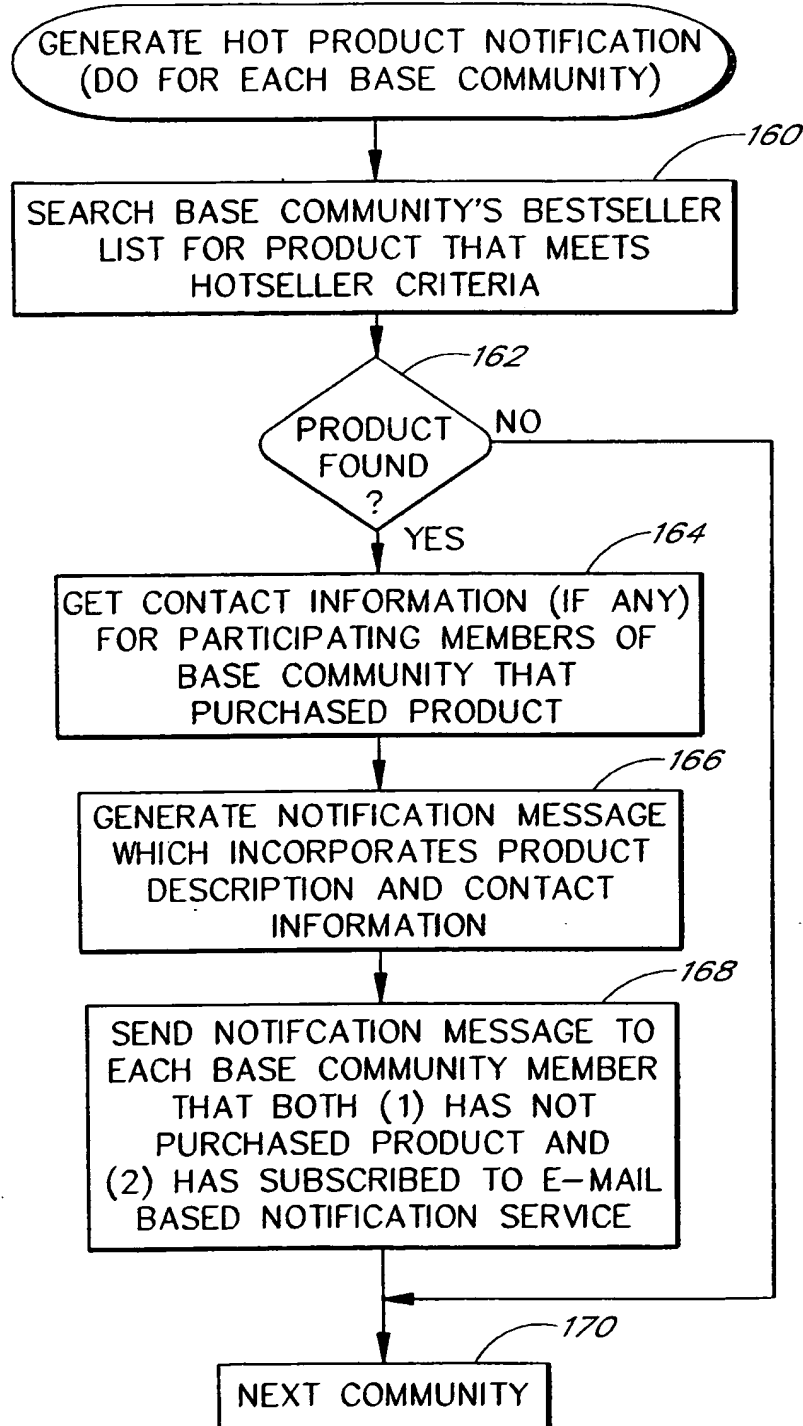 GENERATE HOT PRODUCT NOTIFICATION
(DO FOR EACH BASE COMMUNITY)
160
SEARCH BASE COMMUNITY'S BESTSELLER
LIST FOR PRODUCT THAT MEETS
HOTSELLER CRITERIA
162
PRODUCT
FOUND
?
NO
YES
164
GET CONTACT INFORMATION (IF ANY)
FOR PARTICIPATING MEMBERS OF
BASE COMMUNITY THAT
PURCHASED PRODUCT
166
GENERATE NOTIFICATION MESSAGE
WHICH INCORPORATES PRODUCT
DESCRIPTION AND CONTACT
INFORMATION
168
SEND NOTIFCATION MESSAGE TO
EACH BASE COMMUNITY MEMBER
THAT BOTH (1) HAS NOT
PURCHASED PRODUCT AND
(2) HAS SUBSCRIBED TO E-MAIL
BASED NOTIFICATION SERVICE
170
NEXT COMMUNITY